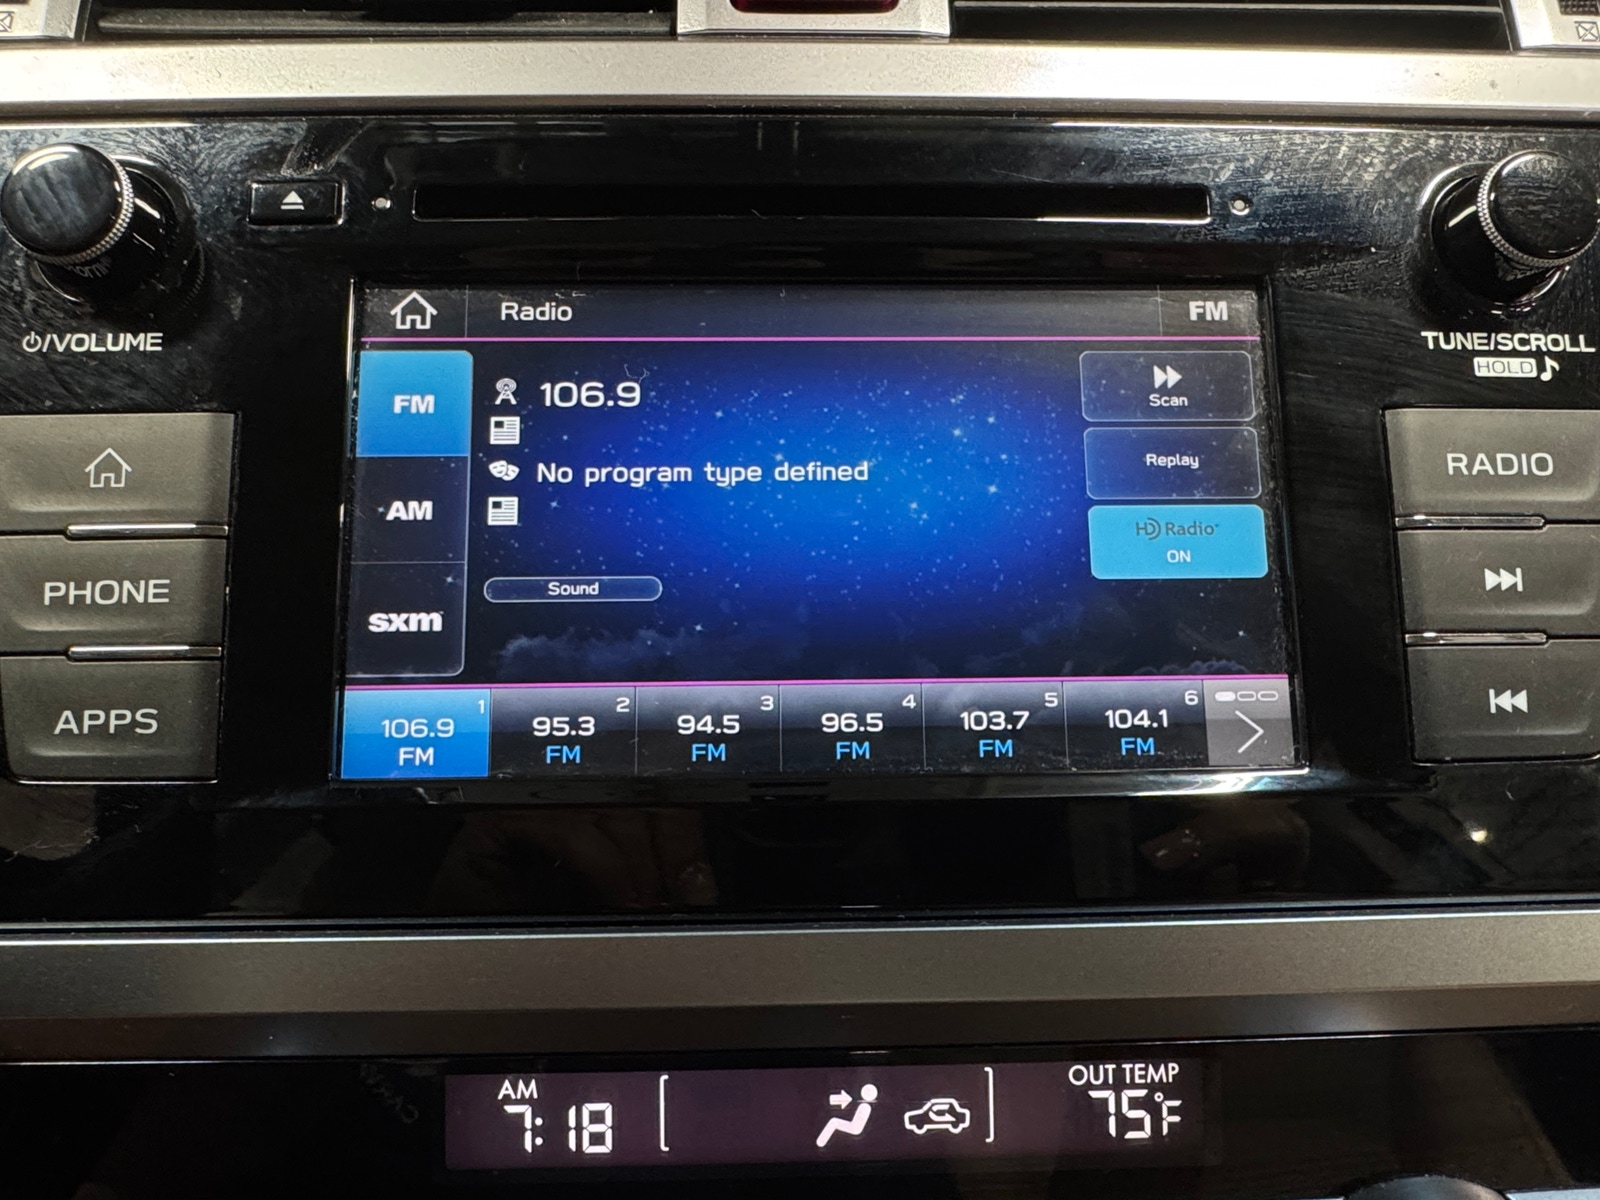 Radio
FM
FM
AM
sxm
106.9
No program type defined
Sound
Scan
Replay
HD Radio
ON
1
106.9
FM
2
95.3
FM
3
94.5
FM
4
96.5
FM
5
103.7
FM
6
104.1
FM
/VOLUME
PHONE
APPS
TUNE/SCROLL
HOLD
RADIO
AM
7:18
OUT TEMP
75°F